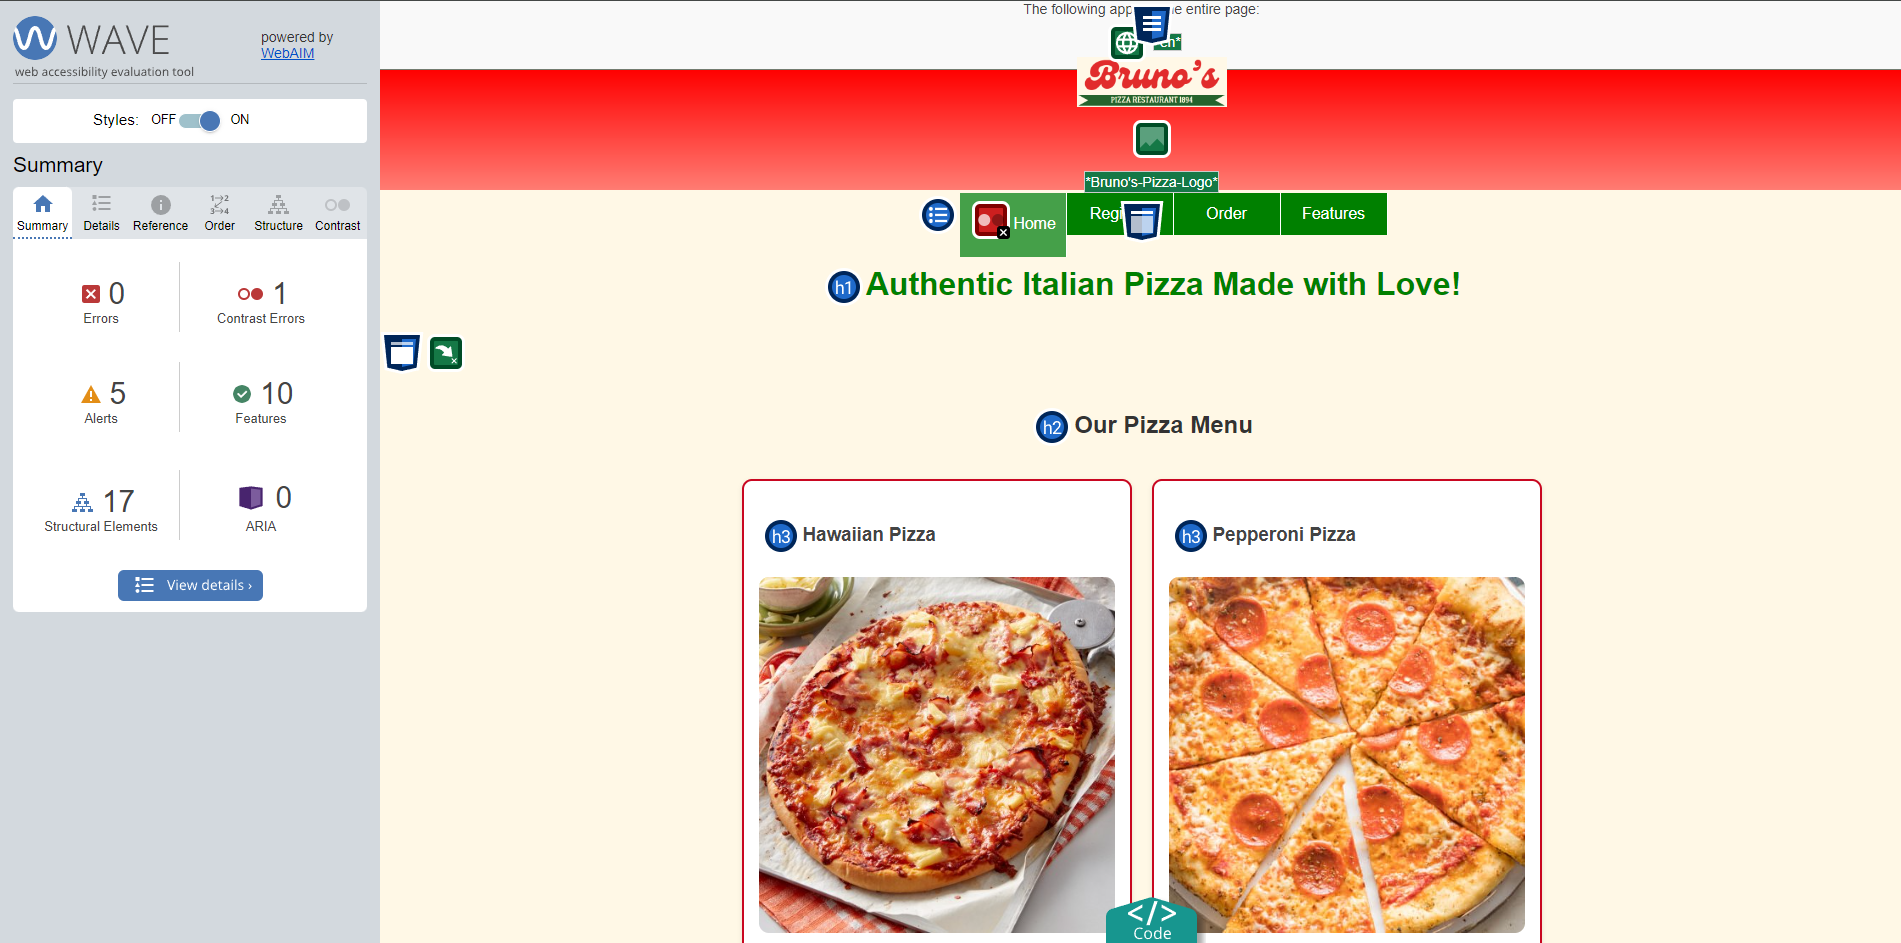 WAVE
powered by
WebAIM
web accessibility evaluation tool
Styles: OFF ON
Summary
Summary Details Reference Order Structure Contrast
0
Errors
1
Contrast Errors
5
Alerts
10
Features
17
Structural Elements
0
ARIA
View details ›
The following app e entire page:
en*
Bruno's
PIZZA RESTAURANT 1894
*Bruno's-Pizza-Logo*
Home Regi Order Features
h1 Authentic Italian Pizza Made with Love!
h2 Our Pizza Menu
h3 Hawaiian Pizza
h3 Pepperoni Pizza
</> Code